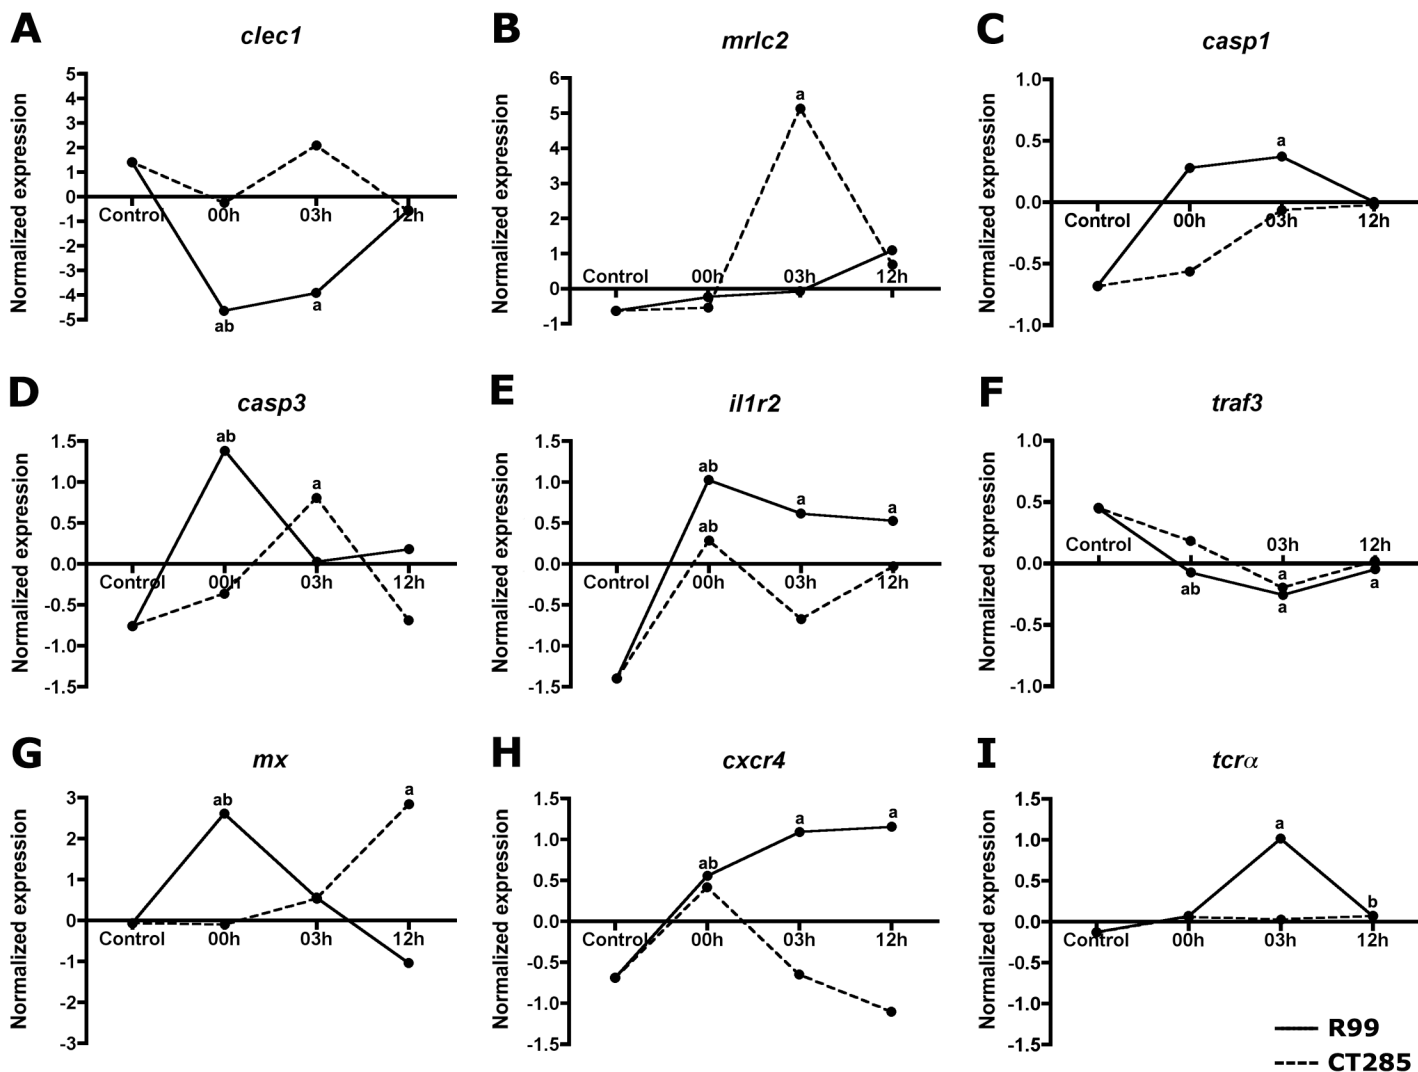 A
clec1
Normalized expression
5
4
3
2
1
0
-1
-2
-3
-4
-5
Control
00h
03h
12h
ab
a
B
mrlc2
Normalized expression
6
5
4
3
2
1
0
-1
Control
00h
03h
12h
a
C
casp1
Normalized expression
1.0
0.5
0.0
-0.5
-1.0
Control
00h
03h
12h
a
D
casp3
Normalized expression
1.5
1.0
0.5
0.0
-0.5
-1.0
-1.5
Control
00h
03h
12h
ab
a
E
il1r2
Normalized expression
1.5
1.0
0.5
0.0
-0.5
-1.0
-1.5
Control
00h
03h
12h
ab
a
a
ab
F
traf3
Normalized expression
1.0
0.5
0.0
-0.5
-1.0
Control
03h
12h
a
ab
a
a
G
mx
Normalized expression
3
2
1
0
-1
-2
-3
Control
00h
03h
12h
ab
a
H
cxcr4
Normalized expression
1.5
1.0
0.5
0.0
-0.5
-1.0
-1.5
Control
00h
03h
12h
ab
a
a
I
tcrα
Normalized expression
1.5
1.0
0.5
0.0
-0.5
-1.0
-1.5
Control
00h
03h
12h
a
b
R99
CT285